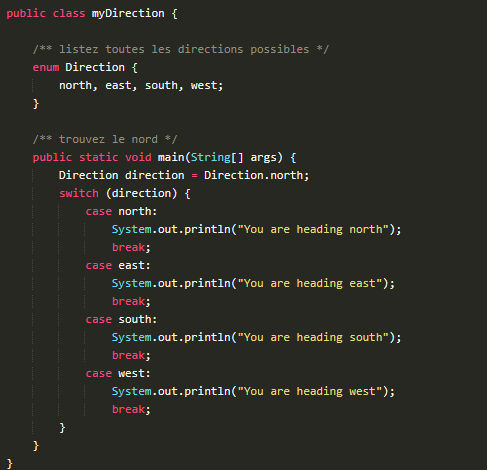 public class myDirection {
/** listez toutes les directions possibles */
enum Direction {
north, east, south, west;
}
/** trouvez le nord */
public static void main(String[] args) {
Direction direction = Direction.north;
switch (direction) {
case north:
System.out.println("You are heading north");
break;
case east:
System.out.println("You are heading east");
break;
case south:
System.out.println("You are heading south");
break;
case west:
System.out.println("You are heading west");
break;
}
}
}